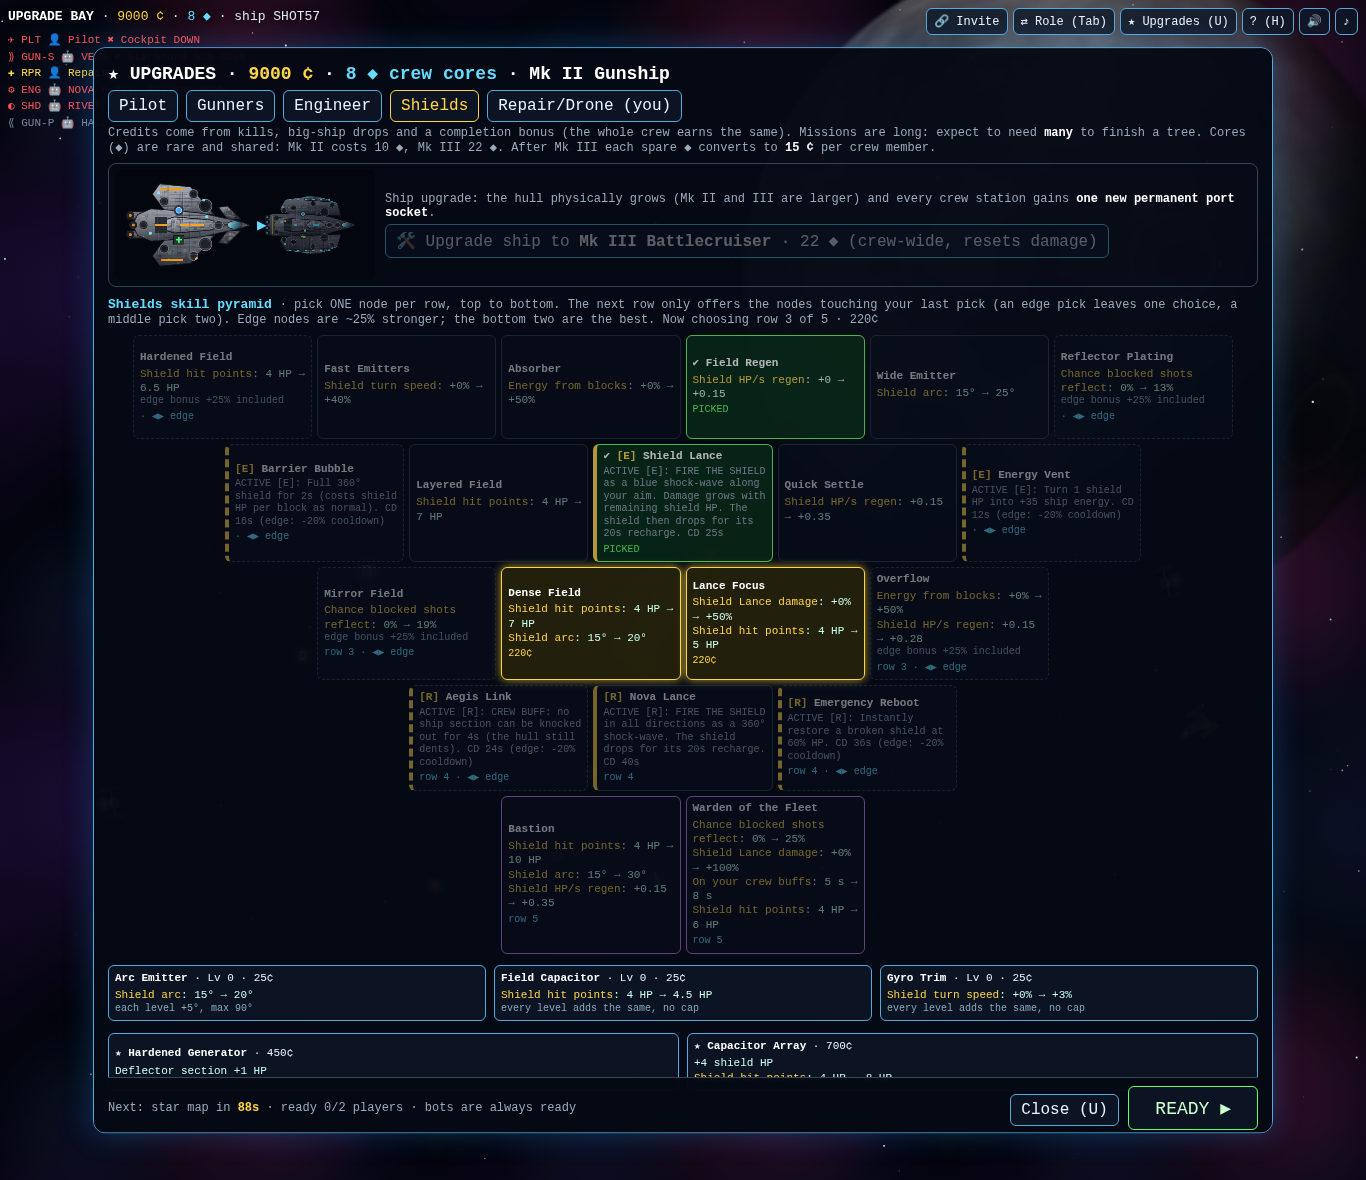 UPGRADE BAY · 9000 ¢ · 8 ◆ · ship SHOT57
🔗 Invite
⇄ Role (Tab)
★ Upgrades (U)
? (H)
🔊
♪
✈ PLT 👤 Pilot ✖ Cockpit DOWN
⟫ GUN-S 🤖 VE
✚ RPR 👤 Repa
⚙ ENG 🤖 NOVA
◐ SHD 🤖 RIVE
⟪ GUN-P 🤖 HA
★ UPGRADES · 9000 ¢ · 8 ◆ crew cores · Mk II Gunship
Pilot
Gunners
Engineer
Shields
Repair/Drone (you)
Credits come from kills, big-ship drops and a completion bonus (the whole crew earns the same). Missions are long: expect to need many to finish a tree. Cores
(◆) are rare and shared: Mk II costs 10 ◆, Mk III 22 ◆. After Mk III each spare ◆ converts to 15 ¢ per crew member.
Ship upgrade: the hull physically grows (Mk II and III are larger) and every crew station gains one new permanent port
socket.
🛠 Upgrade ship to Mk III Battlecruiser · 22 ◆ (crew-wide, resets damage)
Shields skill pyramid · pick ONE node per row, top to bottom. The next row only offers the nodes touching your last pick (an edge pick leaves one choice, a
middle pick two). Edge nodes are ~25% stronger; the bottom two are the best. Now choosing row 3 of 5 · 220¢
Hardened Field
Shield hit points: 4 HP →
6.5 HP
edge bonus +25% included
· ◀▶ edge
Fast Emitters
Shield turn speed: +0% →
+40%
Absorber
Energy from blocks: +0% →
+50%
✔ Field Regen
Shield HP/s regen: +0 →
+0.15
PICKED
Wide Emitter
Shield arc: 15° → 25°
Reflector Plating
Chance blocked shots
reflect: 0% → 13%
edge bonus +25% included
· ◀▶ edge
[E] Barrier Bubble
ACTIVE [E]: Full 360°
shield for 2s (costs shield
HP per block as normal). CD
16s (edge: -20% cooldown)
· ◀▶ edge
Layered Field
Shield hit points: 4 HP →
7 HP
✔ [E] Shield Lance
ACTIVE [E]: FIRE THE SHIELD
as a blue shock-wave along
your aim. Damage grows with
remaining shield HP. The
shield then drops for its
20s recharge. CD 25s
PICKED
Quick Settle
Shield HP/s regen: +0.15
→ +0.35
[E] Energy Vent
ACTIVE [E]: Turn 1 shield
HP into +35 ship energy. CD
12s (edge: -20% cooldown)
· ◀▶ edge
Mirror Field
Chance blocked shots
reflect: 0% → 19%
edge bonus +25% included
row 3 · ◀▶ edge
Dense Field
Shield hit points: 4 HP →
7 HP
Shield arc: 15° → 20°
220¢
Lance Focus
Shield Lance damage: +0%
→ +50%
Shield hit points: 4 HP →
5 HP
220¢
Overflow
Energy from blocks: +0% →
+50%
Shield HP/s regen: +0.15
→ +0.28
edge bonus +25% included
row 3 · ◀▶ edge
[R] Aegis Link
ACTIVE [R]: CREW BUFF: no
ship section can be knocked
out for 4s (the hull still
dents). CD 24s (edge: -20%
cooldown)
row 4 · ◀▶ edge
[R] Nova Lance
ACTIVE [R]: FIRE THE SHIELD
in all directions as a 360°
shock-wave. The shield
drops for its 20s recharge.
CD 40s
row 4
[R] Emergency Reboot
ACTIVE [R]: Instantly
restore a broken shield at
60% HP. CD 36s (edge: -20%
cooldown)
row 4 · ◀▶ edge
Bastion
Shield hit points: 4 HP →
10 HP
Shield arc: 15° → 30°
Shield HP/s regen: +0.15
→ +0.35
row 5
Warden of the Fleet
Chance blocked shots
reflect: 0% → 25%
Shield Lance damage: +0%
→ +100%
On your crew buffs: 5 s →
8 s
Shield hit points: 4 HP →
6 HP
row 5
Arc Emitter · Lv 0 · 25¢
Shield arc: 15° → 20°
each level +5°, max 90°
Field Capacitor · Lv 0 · 25¢
Shield hit points: 4 HP → 4.5 HP
every level adds the same, no cap
Gyro Trim · Lv 0 · 25¢
Shield turn speed: +0% → +3%
every level adds the same, no cap
★ Hardened Generator · 450¢
Deflector section +1 HP
★ Capacitor Array · 700¢
+4 shield HP
Shield hit points: 4 HP → 8 HP
Next: star map in 88s · ready 0/2 players · bots are always ready
Close (U)
READY ▶